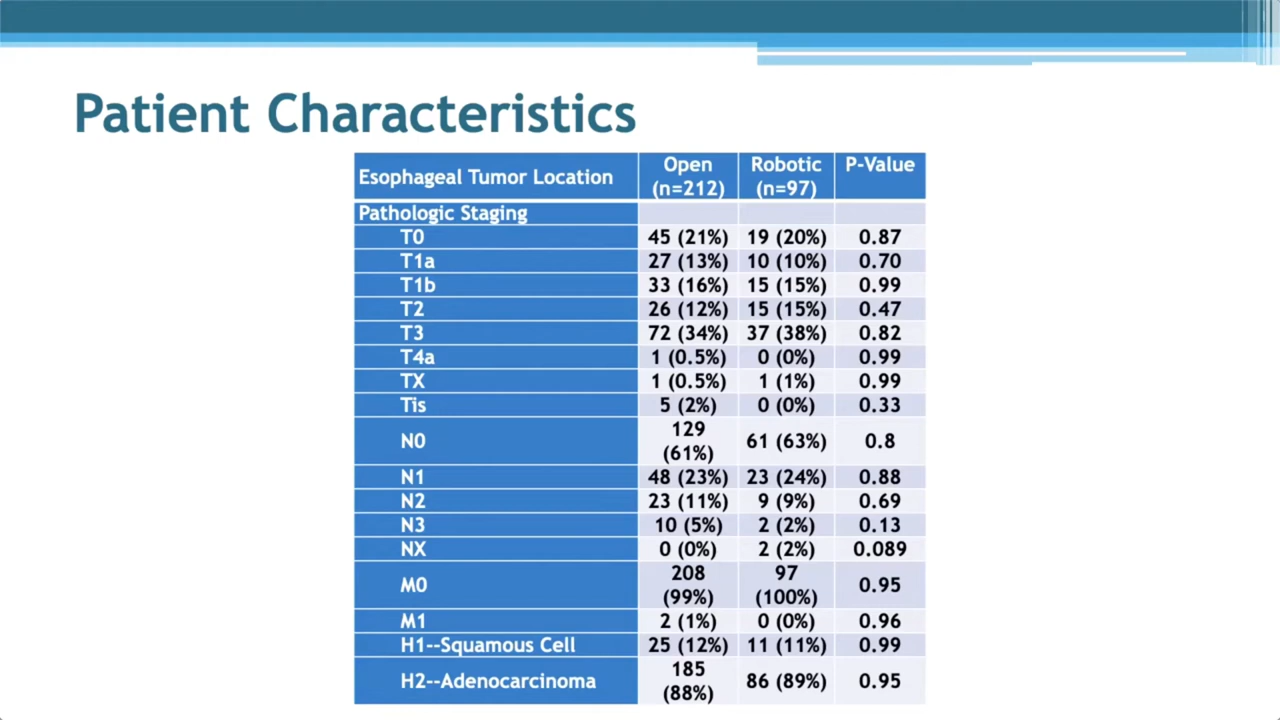 Patient Characteristics
Esophageal Tumor Location Open (n=212) Robotic (n=97) P-Value
Pathologic Staging
T0 45 (21%) 19 (20%) 0.87
T1a 27 (13%) 10 (10%) 0.70
T1b 33 (16%) 15 (15%) 0.99
T2 26 (12%) 15 (15%) 0.47
T3 72 (34%) 37 (38%) 0.82
T4a 1 (0.5%) 0 (0%) 0.99
TX 1 (0.5%) 1 (1%) 0.99
Tis 5 (2%) 0 (0%) 0.33
N0 129 (61%) 61 (63%) 0.8
N1 48 (23%) 23 (24%) 0.88
N2 23 (11%) 9 (9%) 0.69
N3 10 (5%) 2 (2%) 0.13
NX 0 (0%) 2 (2%) 0.089
M0 208 (99%) 97 (100%) 0.95
M1 2 (1%) 0 (0%) 0.96
H1--Squamous Cell 25 (12%) 11 (11%) 0.99
H2--Adenocarcinoma 185 (88%) 86 (89%) 0.95